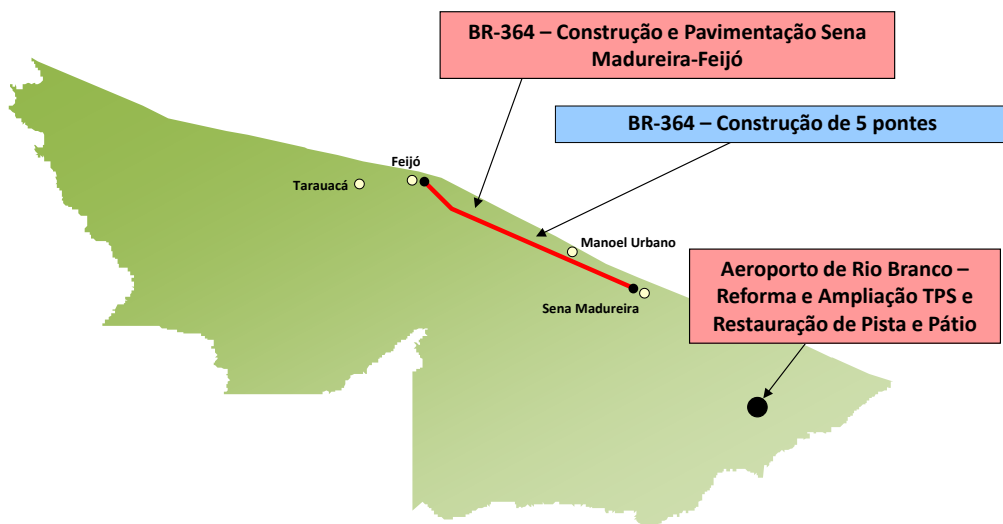 BR-364 – Construção e Pavimentação Sena
Madureira-Feijó
BR-364 – Construção de 5 pontes
Feijó
Tarauacá
Manoel Urbano
Sena Madureira
Aeroporto de Rio Branco –
Reforma e Ampliação TPS e
Restauração de Pista e Pátio